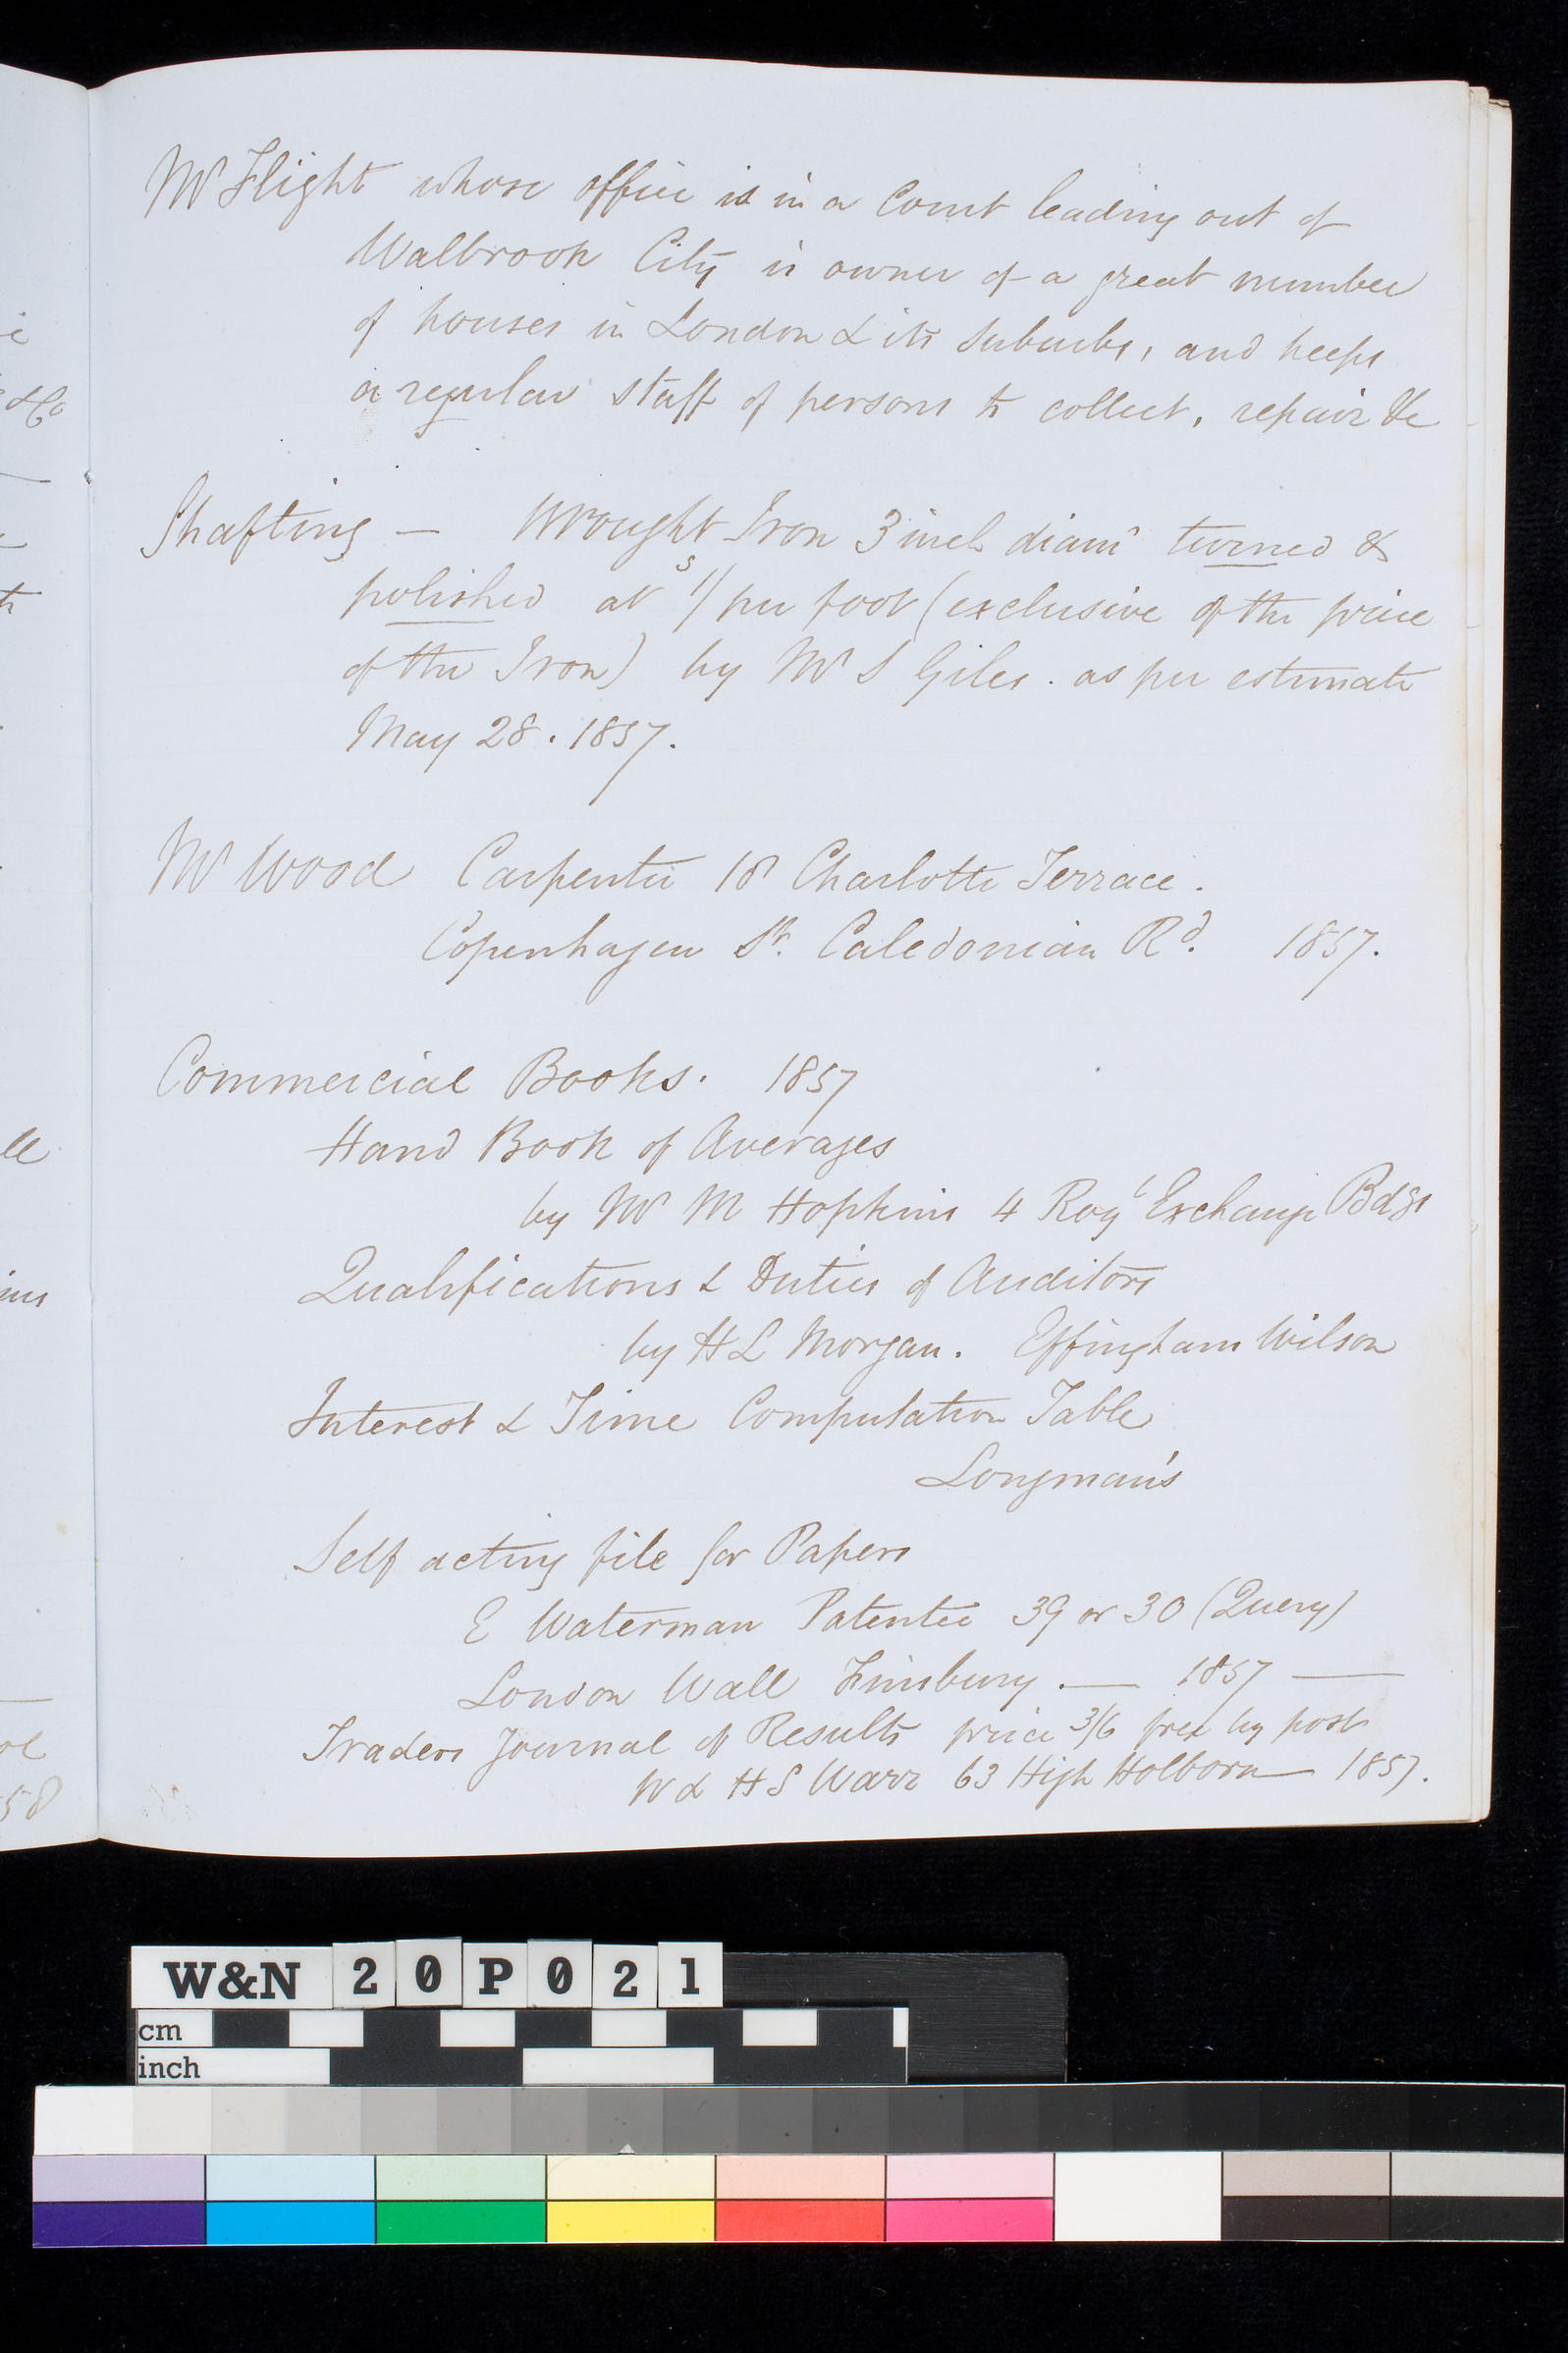 Mr Flight whose office is in a Court leading out of
Walbrook City is owner of a great number
of houses in London & its Suburbs, and keeps
a regular staff of persons to collect, repair &c
Shafting — Wrought Iron 3 inch diamr turned &
polished at s 1/ per foot (exclusive of the price
of the Iron) by Mr S Giles. as per estimate
May 28. 1857.
Mr Wood Carpenter 18 Charlotte Terrace.
Copenhagen St. Caledonian Rd. 1857.
Commercial Books. 1857
Hand Book of Averages
by Mr M Hopkins 4 Royl Exchange Bdgs
Qualifications & Duties of Auditors
by H L Morgan. Effingham Wilson
Interest & Time Computation Table
Longman's
Self acting file for Papers
E Waterman Patentee 39 or 30 (Query)
London Wall Finsbury. — 1857 —
Traders Journal of Results price 3/6 free by post
W & H S Warr 63 High Holborn — 1857.
W&N 20P021
cm
inch